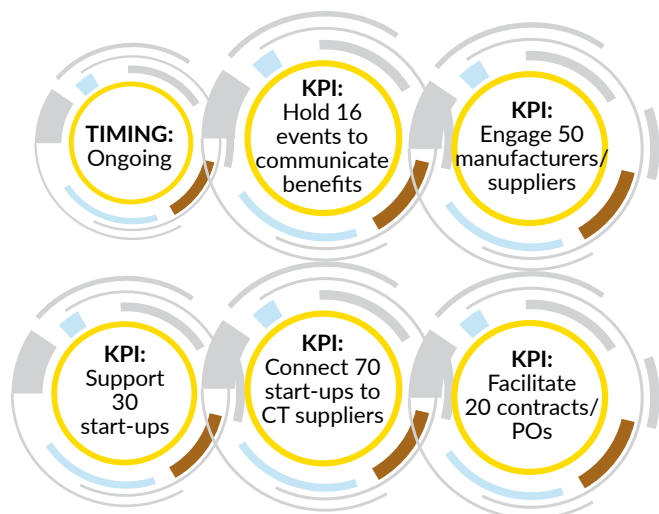 TIMING:
Ongoing
KPI:
Hold 16
events to
communicate
benefits
KPI:
Engage 50
manufacturers/
suppliers
KPI:
Support
30
start-ups
KPI:
Connect 70
start-ups to
CT suppliers
KPI:
Facilitate
20 contracts/
POs